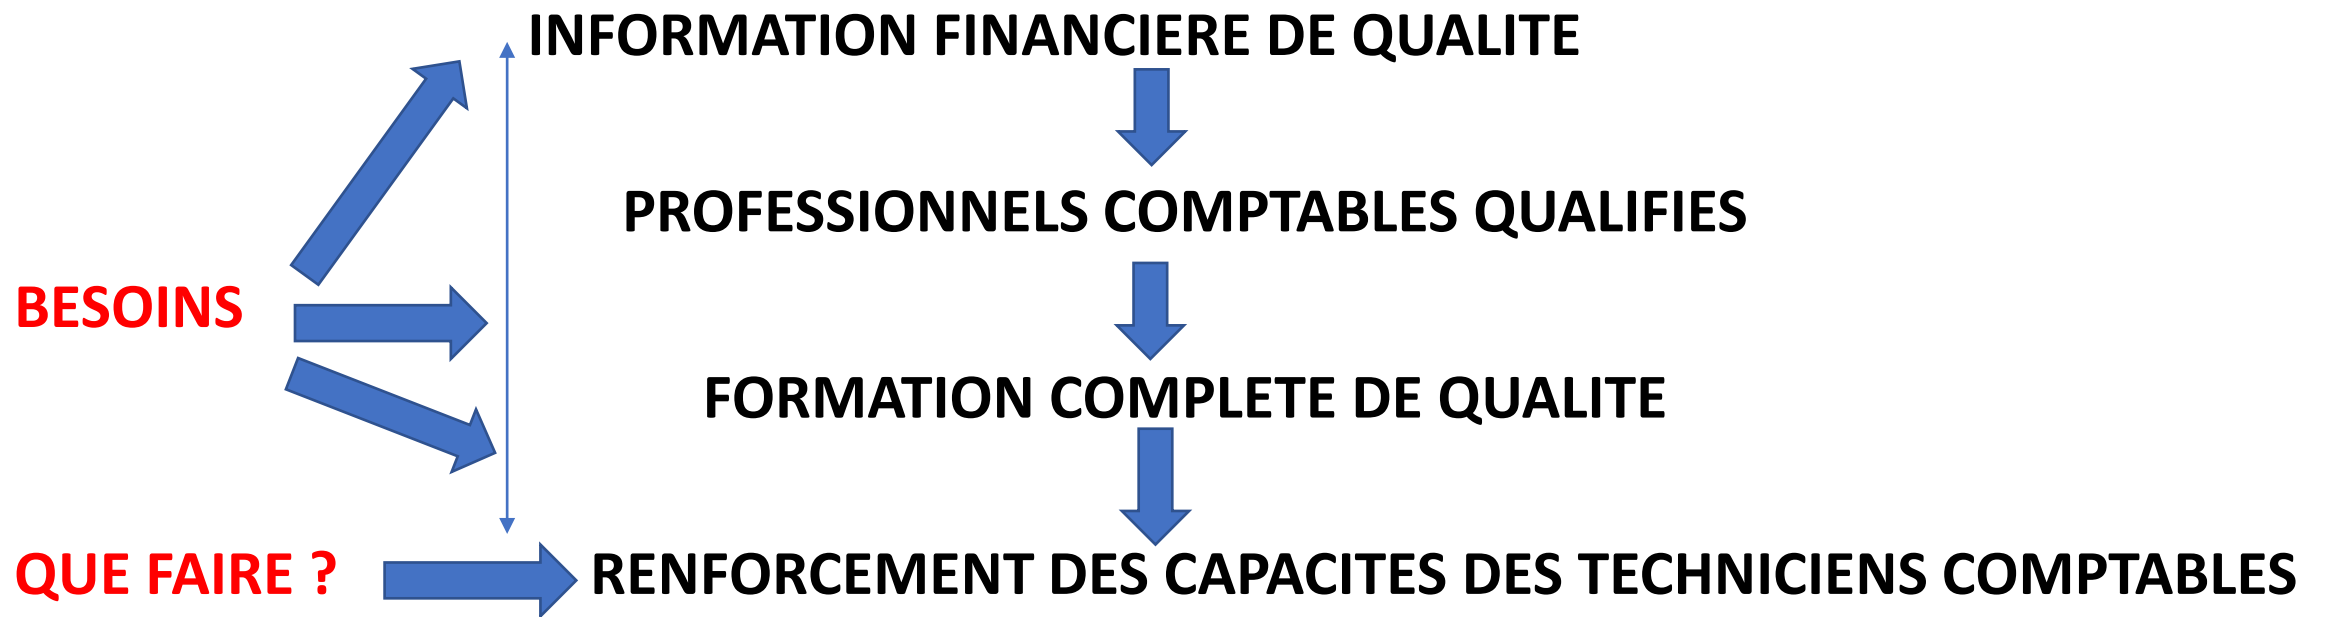 INFORMATION FINANCIERE DE QUALITE
PROFESSIONNELS COMPTABLES QUALIFIES
BESOINS
FORMATION COMPLETE DE QUALITE
QUE FAIRE ?
RENFORCEMENT DES CAPACITES DES TECHNICIENS COMPTABLES